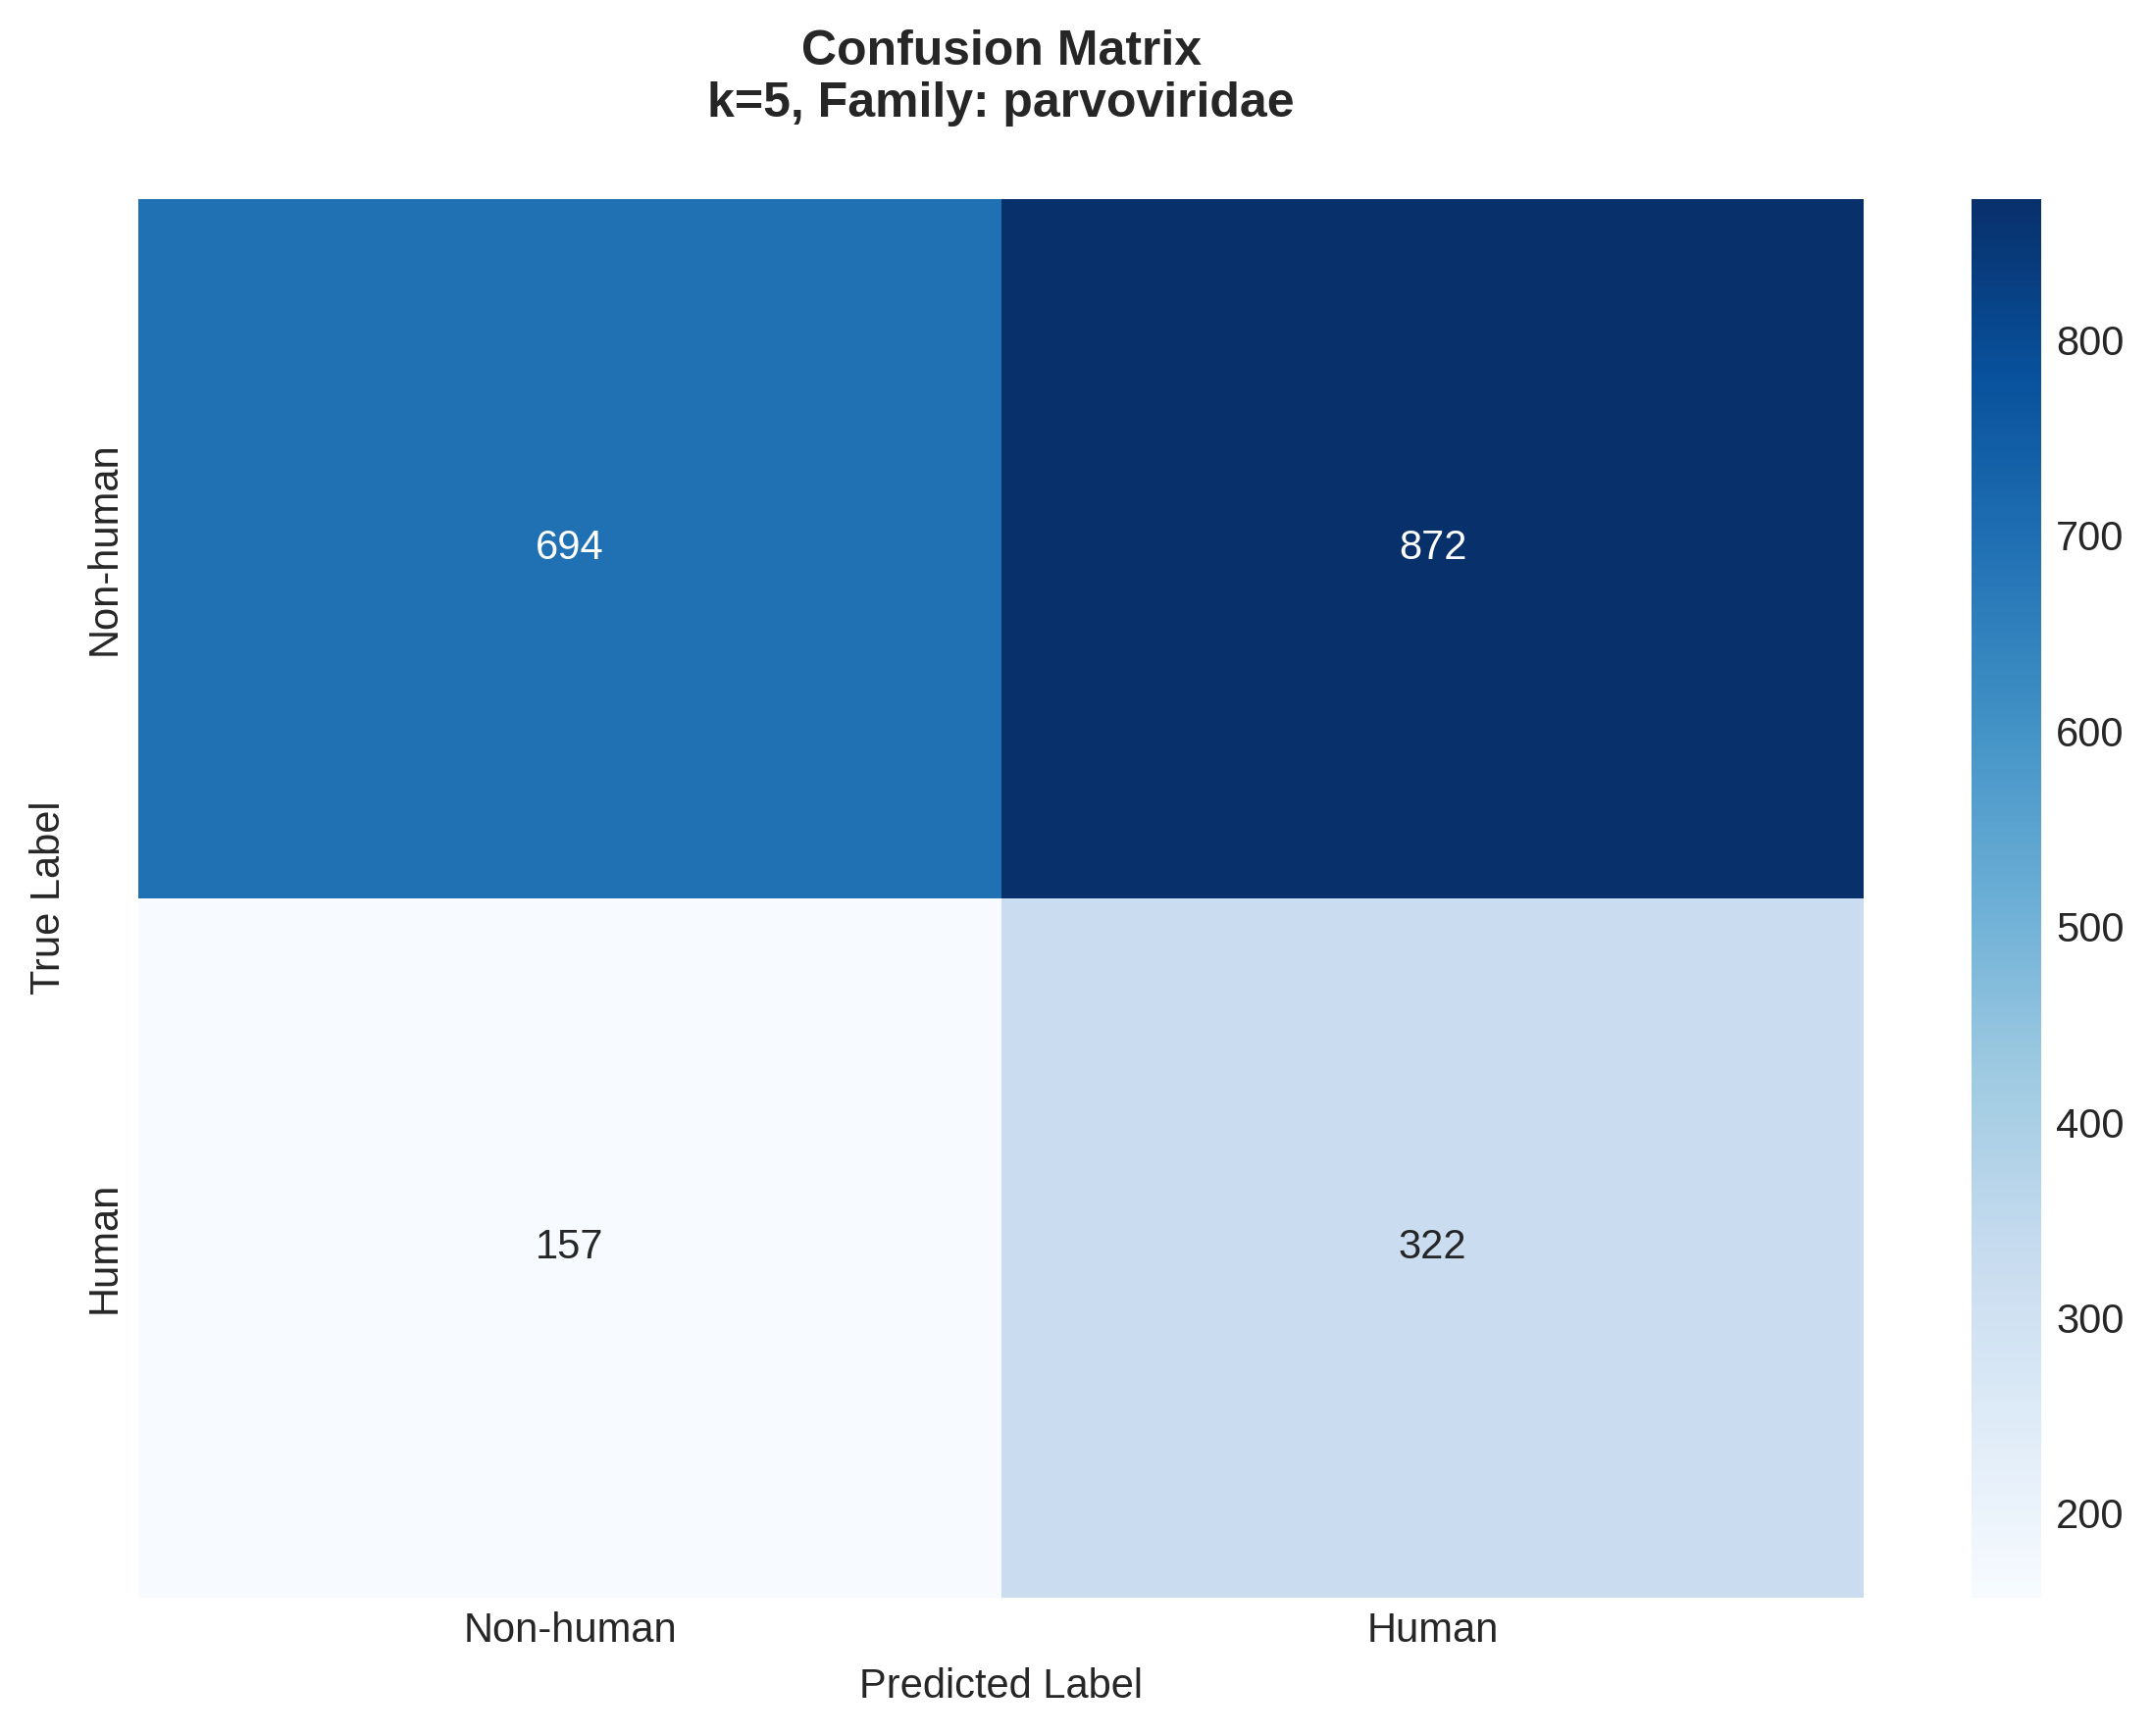 Confusion Matrix
k=5, Family: parvoviridae
True Label
Non-human
694
872
Human
157
322
Non-human
Human
Predicted Label
800
700
600
500
400
300
200